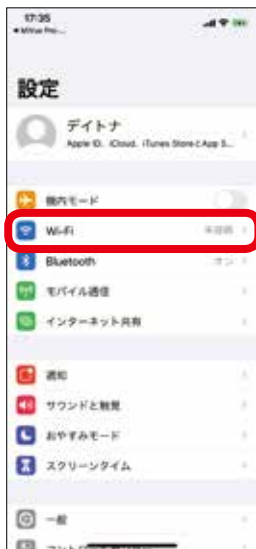 17:35
設定
デイトナ
Apple ID、iCloud、iTunes StoreとApp S...
機内モード
Wi-Fi
未接続
Bluetooth
オン
モバイル通信
インターネット共有
通知
サウンドと触覚
おやすみモード
スクリーンタイム
一般